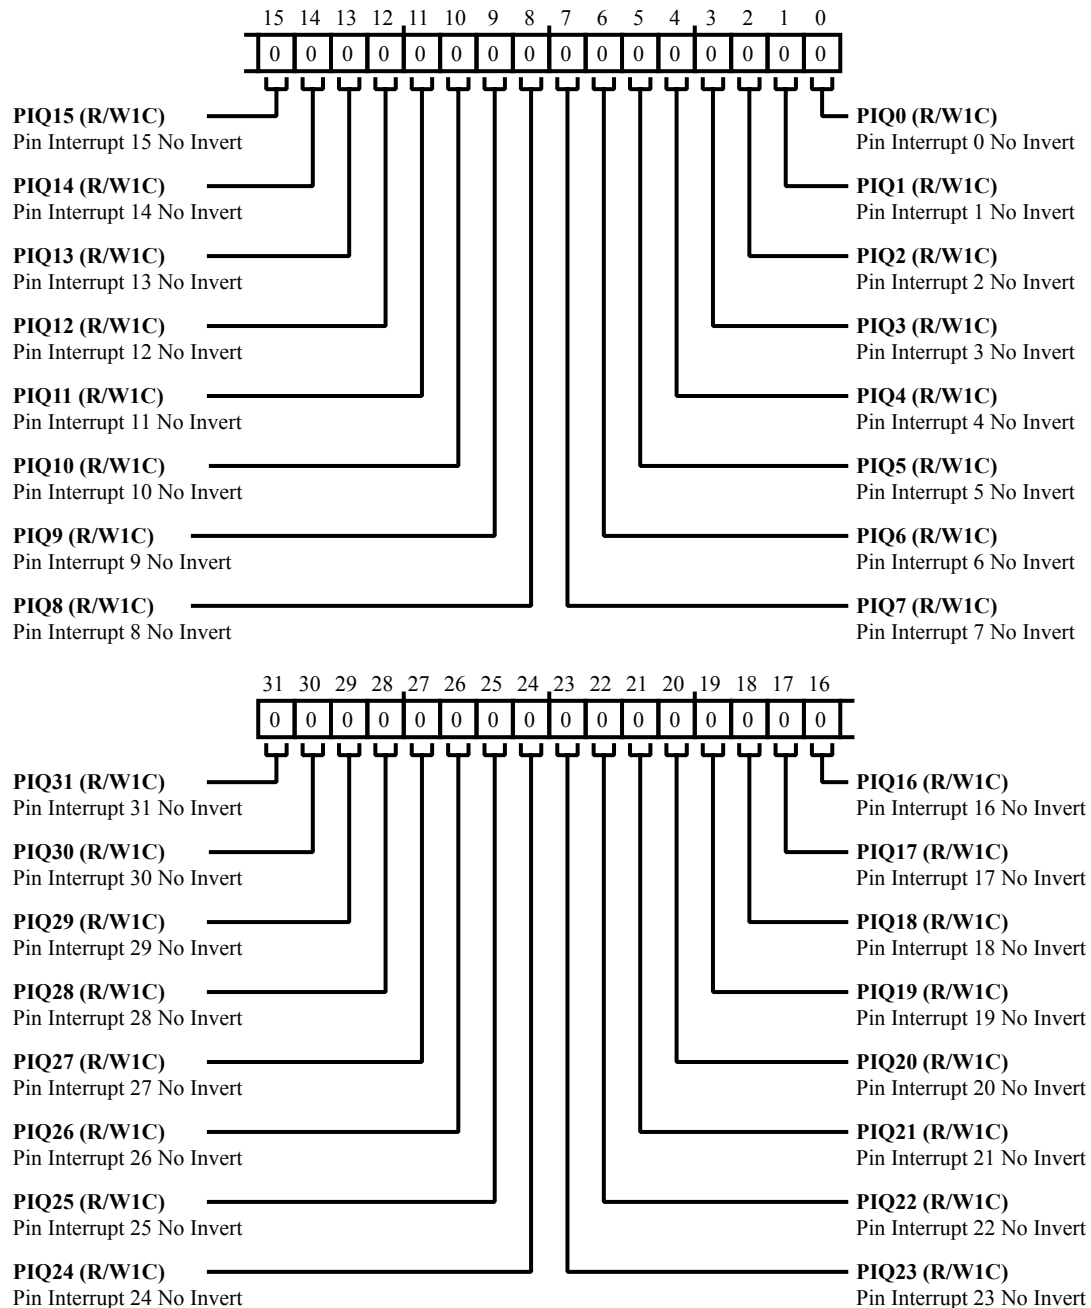 15 14 13 12 11 10 9 8 7 6 5 4 3 2 1 0
0 0 0 0 0 0 0 0 0 0 0 0 0 0 0 0
PIQ15 (R/W1C)
Pin Interrupt 15 No Invert
PIQ14 (R/W1C)
Pin Interrupt 14 No Invert
PIQ13 (R/W1C)
Pin Interrupt 13 No Invert
PIQ12 (R/W1C)
Pin Interrupt 12 No Invert
PIQ11 (R/W1C)
Pin Interrupt 11 No Invert
PIQ10 (R/W1C)
Pin Interrupt 10 No Invert
PIQ9 (R/W1C)
Pin Interrupt 9 No Invert
PIQ8 (R/W1C)
Pin Interrupt 8 No Invert
PIQ0 (R/W1C)
Pin Interrupt 0 No Invert
PIQ1 (R/W1C)
Pin Interrupt 1 No Invert
PIQ2 (R/W1C)
Pin Interrupt 2 No Invert
PIQ3 (R/W1C)
Pin Interrupt 3 No Invert
PIQ4 (R/W1C)
Pin Interrupt 4 No Invert
PIQ5 (R/W1C)
Pin Interrupt 5 No Invert
PIQ6 (R/W1C)
Pin Interrupt 6 No Invert
PIQ7 (R/W1C)
Pin Interrupt 7 No Invert
31 30 29 28 27 26 25 24 23 22 21 20 19 18 17 16
0 0 0 0 0 0 0 0 0 0 0 0 0 0 0 0
PIQ31 (R/W1C)
Pin Interrupt 31 No Invert
PIQ30 (R/W1C)
Pin Interrupt 30 No Invert
PIQ29 (R/W1C)
Pin Interrupt 29 No Invert
PIQ28 (R/W1C)
Pin Interrupt 28 No Invert
PIQ27 (R/W1C)
Pin Interrupt 27 No Invert
PIQ26 (R/W1C)
Pin Interrupt 26 No Invert
PIQ25 (R/W1C)
Pin Interrupt 25 No Invert
PIQ24 (R/W1C)
Pin Interrupt 24 No Invert
PIQ16 (R/W1C)
Pin Interrupt 16 No Invert
PIQ17 (R/W1C)
Pin Interrupt 17 No Invert
PIQ18 (R/W1C)
Pin Interrupt 18 No Invert
PIQ19 (R/W1C)
Pin Interrupt 19 No Invert
PIQ20 (R/W1C)
Pin Interrupt 20 No Invert
PIQ21 (R/W1C)
Pin Interrupt 21 No Invert
PIQ22 (R/W1C)
Pin Interrupt 22 No Invert
PIQ23 (R/W1C)
Pin Interrupt 23 No Invert